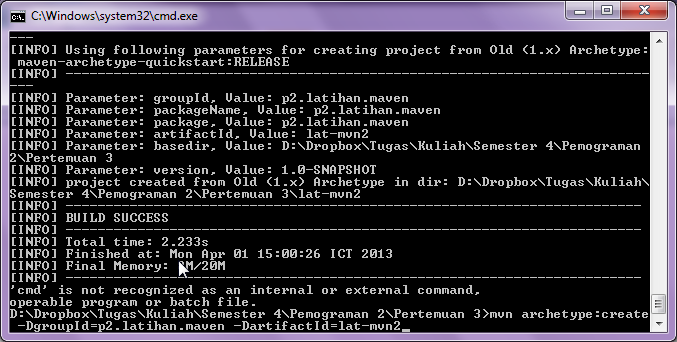 C:\Windows\system32\cmd.exe
---
[INFO] Using following parameters for creating project from Old (1.x) Archetype:
 maven-archetype-quickstart:RELEASE
[INFO] ------------------------------------------------------------------------
---
[INFO] Parameter: groupId, Value: p2.latihan.maven
[INFO] Parameter: packageName, Value: p2.latihan.maven
[INFO] Parameter: package, Value: p2.latihan.maven
[INFO] Parameter: artifactId, Value: lat-mvn2
[INFO] Parameter: basedir, Value: D:\Dropbox\Tugas\Kuliah\Semester 4\Pemograman
2\Pertemuan 3
[INFO] Parameter: version, Value: 1.0-SNAPSHOT
[INFO] project created from Old (1.x) Archetype in dir: D:\Dropbox\Tugas\Kuliah\
Semester 4\Pemograman 2\Pertemuan 3\lat-mvn2
[INFO] ------------------------------------------------------------------------
[INFO] BUILD SUCCESS
[INFO] ------------------------------------------------------------------------
[INFO] Total time: 2.233s
[INFO] Finished at: Mon Apr 01 15:00:26 ICT 2013
[INFO] Final Memory: M/20M
[INFO] ------------------------------------------------------------------------
'cmd' is not recognized as an internal or external command,
operable program or batch file.
D:\Dropbox\Tugas\Kuliah\Semester 4\Pemograman 2\Pertemuan 3>mvn archetype:create
 -DgroupId=p2.latihan.maven -DartifactId=lat-mvn2_